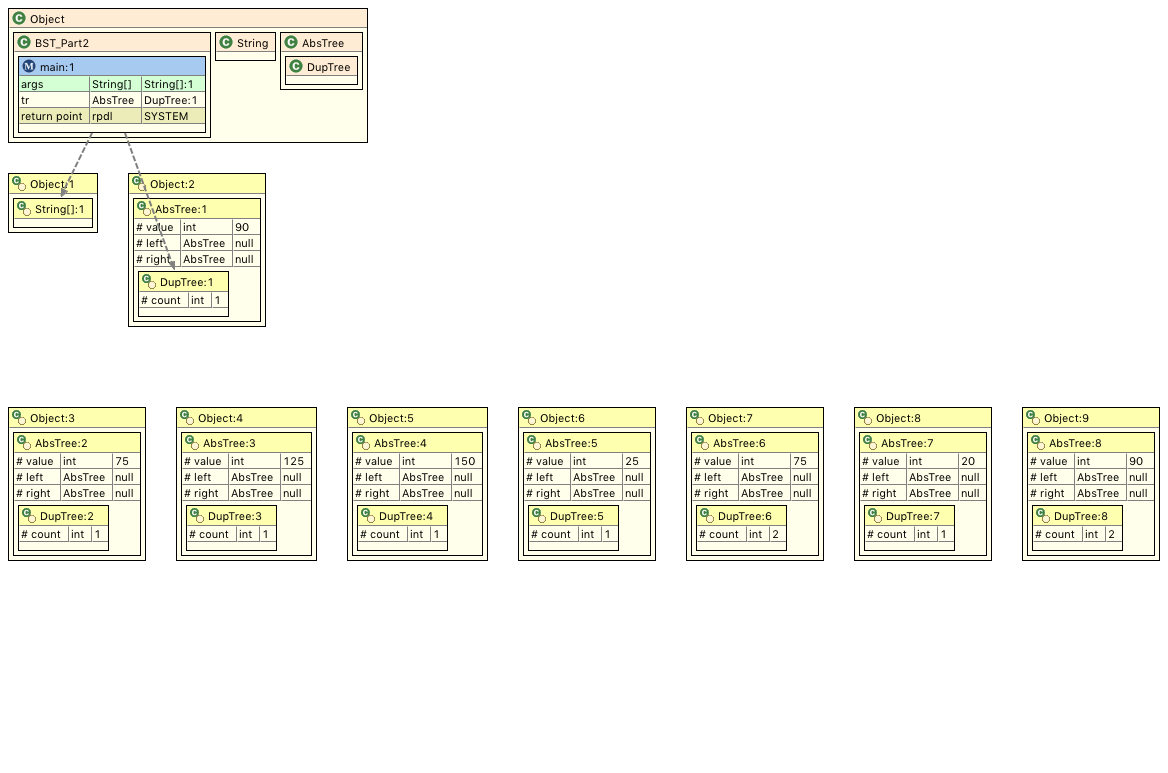 Object
BST_Part2 String AbsTree
main:1 DupTree
args String[] String[]:1
tr AbsTree DupTree:1
return point rpdl SYSTEM
Object:1 Object:2
String[]:1 AbsTree:1
# value int 90
# left AbsTree null
# right AbsTree null
DupTree:1
# count int 1
Object:3 Object:4 Object:5 Object:6 Object:7 Object:8 Object:9
AbsTree:2 AbsTree:3 AbsTree:4 AbsTree:5 AbsTree:6 AbsTree:7 AbsTree:8
# value int 75 # value int 125 # value int 150 # value int 25 # value int 75 # value int 20 # value int 90
# left AbsTree null # left AbsTree null # left AbsTree null # left AbsTree null # left AbsTree null # left AbsTree null # left AbsTree null
# right AbsTree null # right AbsTree null # right AbsTree null # right AbsTree null # right AbsTree null # right AbsTree null # right AbsTree null
DupTree:2 DupTree:3 DupTree:4 DupTree:5 DupTree:6 DupTree:7 DupTree:8
# count int 1 # count int 1 # count int 1 # count int 1 # count int 2 # count int 1 # count int 2